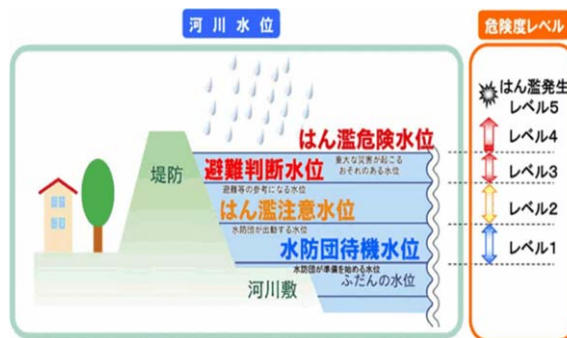 河川水位
危険度レベル
はん濫発生
レベル5
はん濫危険水位
レベル4
重大な災害が起こる
おそれのある水位
堤防
避難判断水位
レベル3
避難等の参考になる水位
はん濫注意水位
レベル2
水防団が出動する水位
水防団待機水位
レベル1
水防団が準備を始める水位
ふだんの水位
河川敷